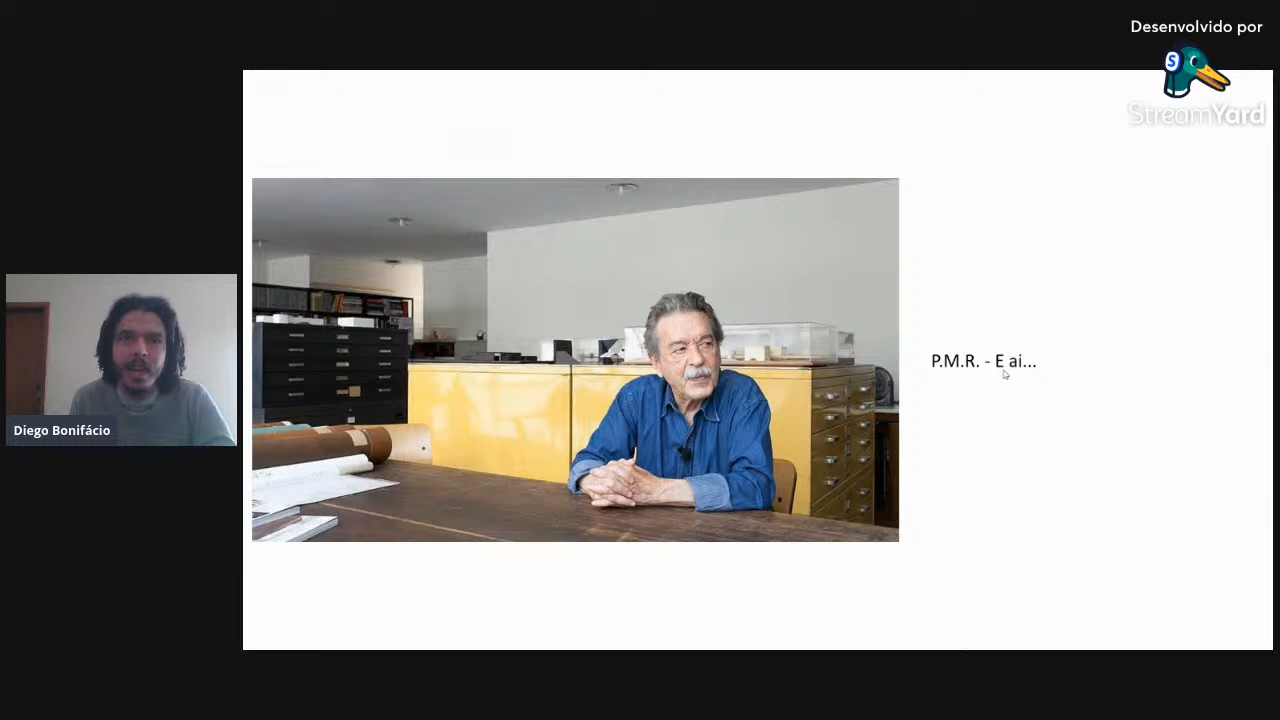 Desenvolvido por
StreamYard
P.M.R. - E ai...
Diego Bonifácio